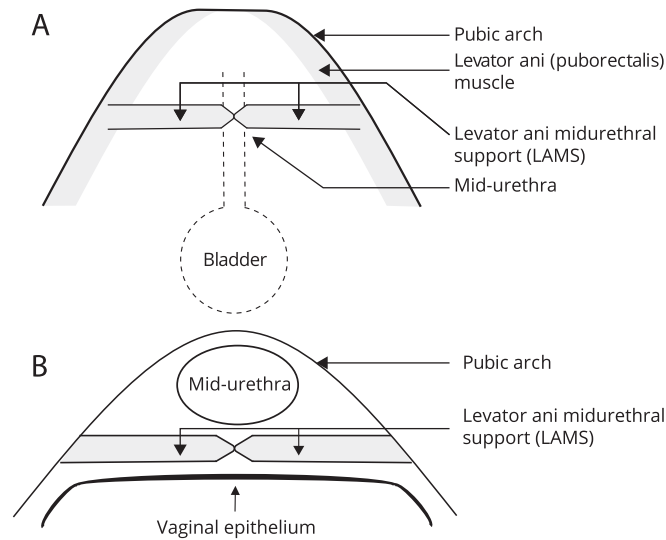 A
Pubic arch
Levator ani (puborectalis)
muscle
Levator ani midurethral
support (LAMS)
Mid-urethra
Bladder
B
Mid-urethra
Pubic arch
Levator ani midurethral
support (LAMS)
Vaginal epithelium